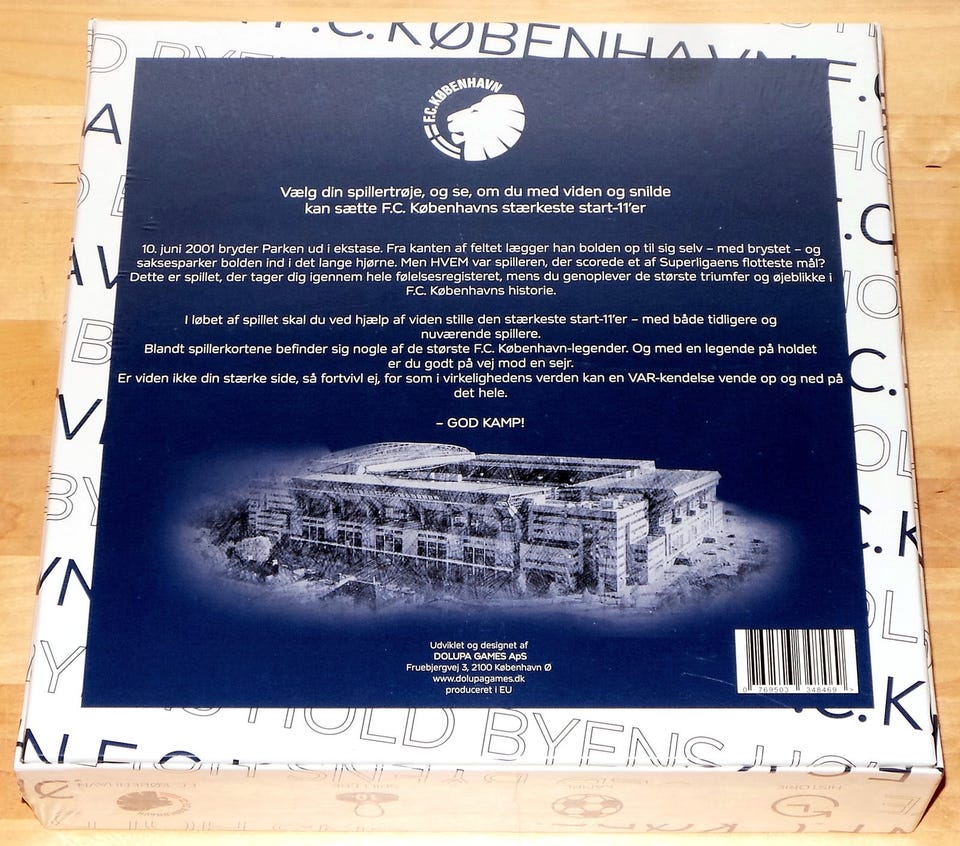 F.C. KØBENHAVN F.C.
F.C. KØBENHAVN
Vælg din spillertrøje, og se, om du med viden og snilde
kan sætte F.C. Københavns stærkeste start-11’er
10. juni 2001 bryder Parken ud i ekstase. Fra kanten af feltet lægger han bolden op til sig selv – med brystet – og
saksesparker bolden ind i det lange hjørne. Men HVEM var spilleren, der scorede et af Superligaens flotteste mål?
Dette er spillet, der tager dig igennem hele følelsesregisteret, mens du genoplever de største triumfer og øjeblikke i
F.C. Københavns historie.
I løbet af spillet skal du ved hjælp af viden stille den stærkeste start-11’er – med både tidligere og
nuværende spillere.
Blandt spillerkortene befinder sig nogle af de største F.C. København-legender. Og med en legende på holdet
er du godt på vej mod en sejr.
Er viden ikke din stærke side, så fortvivl ej, for som i virkelighedens verden kan en VAR-kendelse vende op og ned på
det hele.
– GOD KAMP!
Udviklet og designet af
DOLUPA GAMES ApS
Fruebjergvej 3, 2100 København Ø
www.dolupagames.dk
produceret i EU
0 769503 348469 >
HOLD BYENS HOL
F.C. KØBENHAVN
HISTORIE